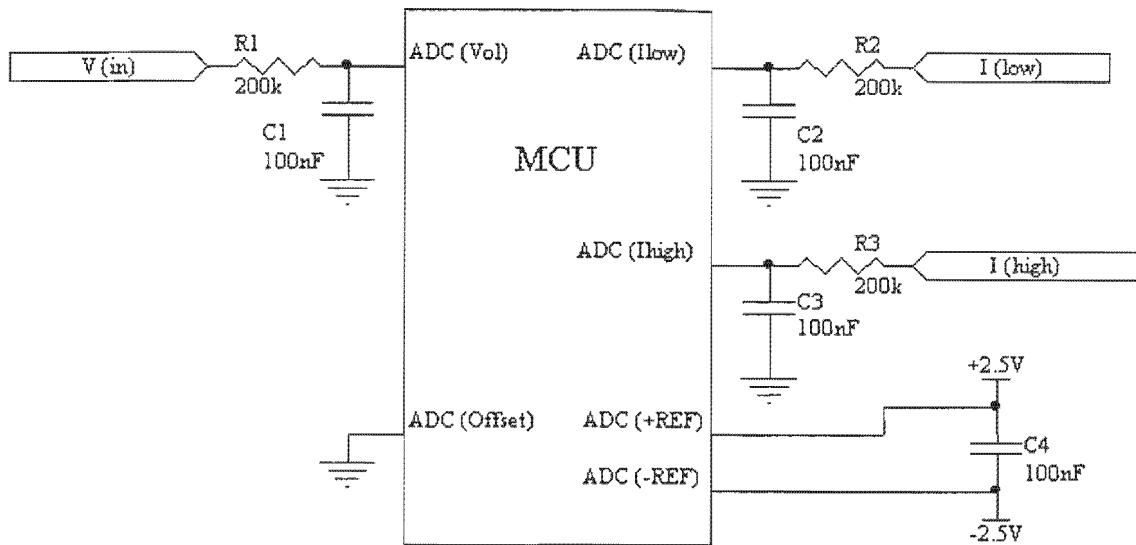 R1
V (in)
200k
C1
100nF
ADC (Vol)
ADC (Ilow)
MCU
R2
I (low)
200k
C2
100nF
ADC (Ihigh)
R3
I (high)
200k
C3
100nF
ADC (Offset)
ADC (+REF)
ADC (-REF)
+2.5V
C4
100nF
-2.5V